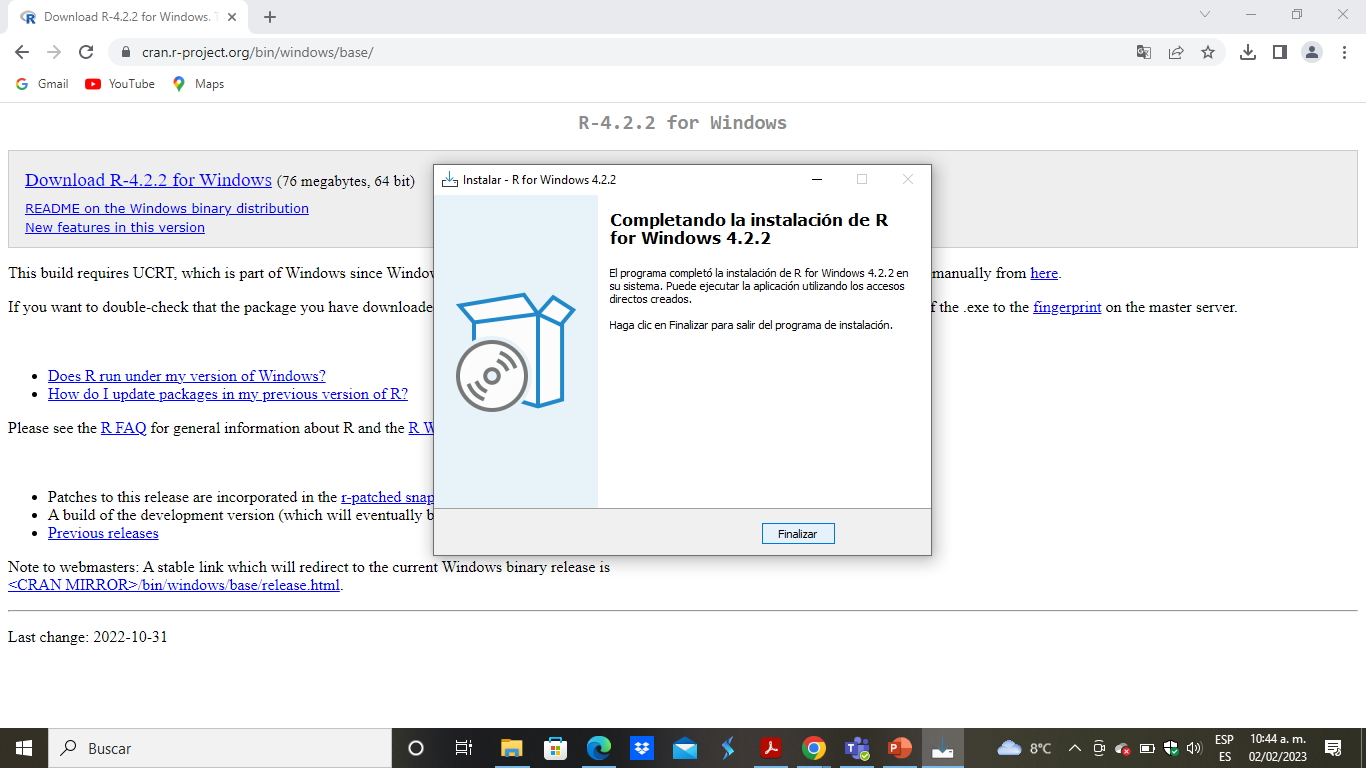 Download R-4.2.2 for Windows.
cran.r-project.org/bin/windows/base/
Gmail
YouTube
Maps
R-4.2.2 for Windows
Download R-4.2.2 for Windows (76 megabytes, 64 bit)
README on the Windows binary distribution
New features in this version
This build requires UCRT, which is part of Windows since Window
manually from here.
If you want to double-check that the package you have downloade
f the .exe to the fingerprint on the master server.
Does R run under my version of Windows?
How do I update packages in my previous version of R?
Please see the R FAQ for general information about R and the R W
Patches to this release are incorporated in the r-patched snap
A build of the development version (which will eventually b
Previous releases
Note to webmasters: A stable link which will redirect to the current Windows binary release is
<CRAN MIRROR>/bin/windows/base/release.html.
Last change: 2022-10-31
Instalar - R for Windows 4.2.2
Completando la instalación de R
for Windows 4.2.2
El programa completó la instalación de R for Windows 4.2.2 en
su sistema. Puede ejecutar la aplicación utilizando los accesos
directos creados.
Haga clic en Finalizar para salir del programa de instalación.
Finalizar
Buscar
8°C
ESP
ES
10:44 a. m.
02/02/2023